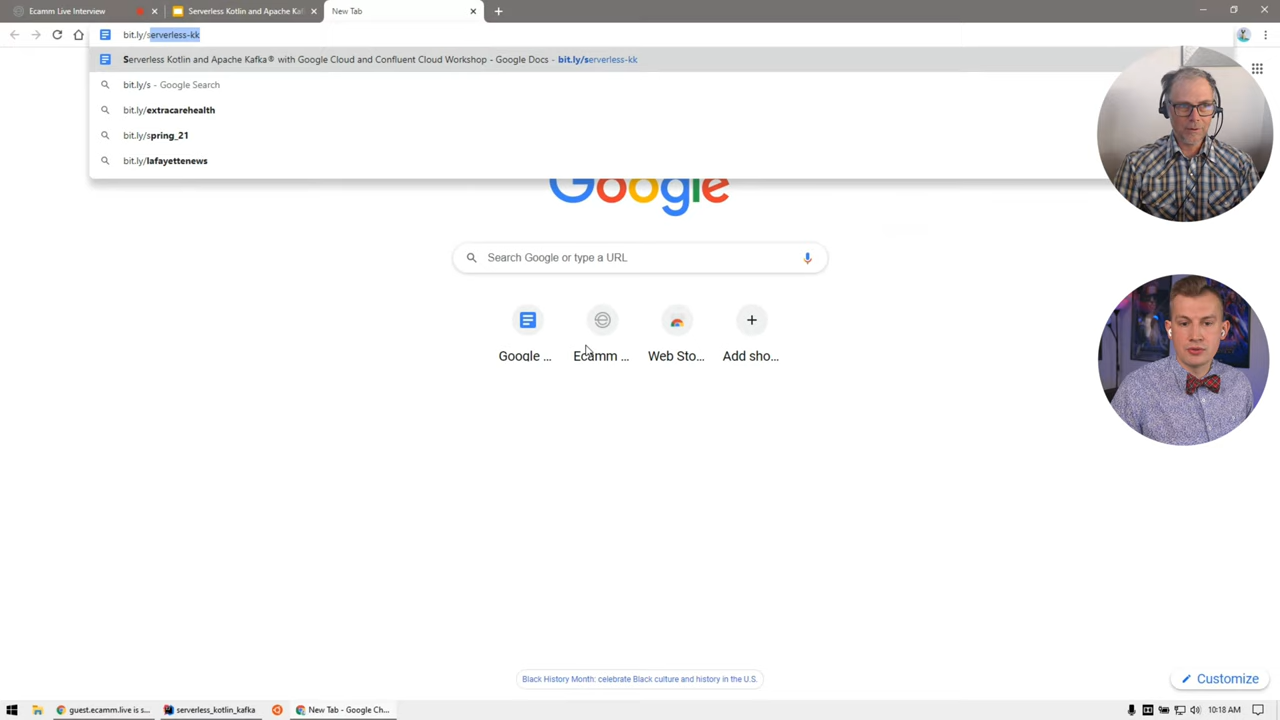 Ecamm Live Interview
Serverless Kotlin and Apache Kaf
New Tab
bit.ly/serverless-kk
Serverless Kotlin and Apache Kafka® with Google Cloud and Confluent Cloud Workshop - Google Docs - bit.ly/serverless-kk
bit.ly/s - Google Search
bit.ly/extracarehealth
bit.ly/spring_21
bit.ly/lafayettenews
Google
Search Google or type a URL
Google ...
Ecamm ...
Web Sto...
Add sho...
Black History Month: celebrate Black culture and history in the U.S.
Customize
guest.ecamm.live is s...
serverless_kotlin_kafka
New Tab - Google Ch...
10:18 AM